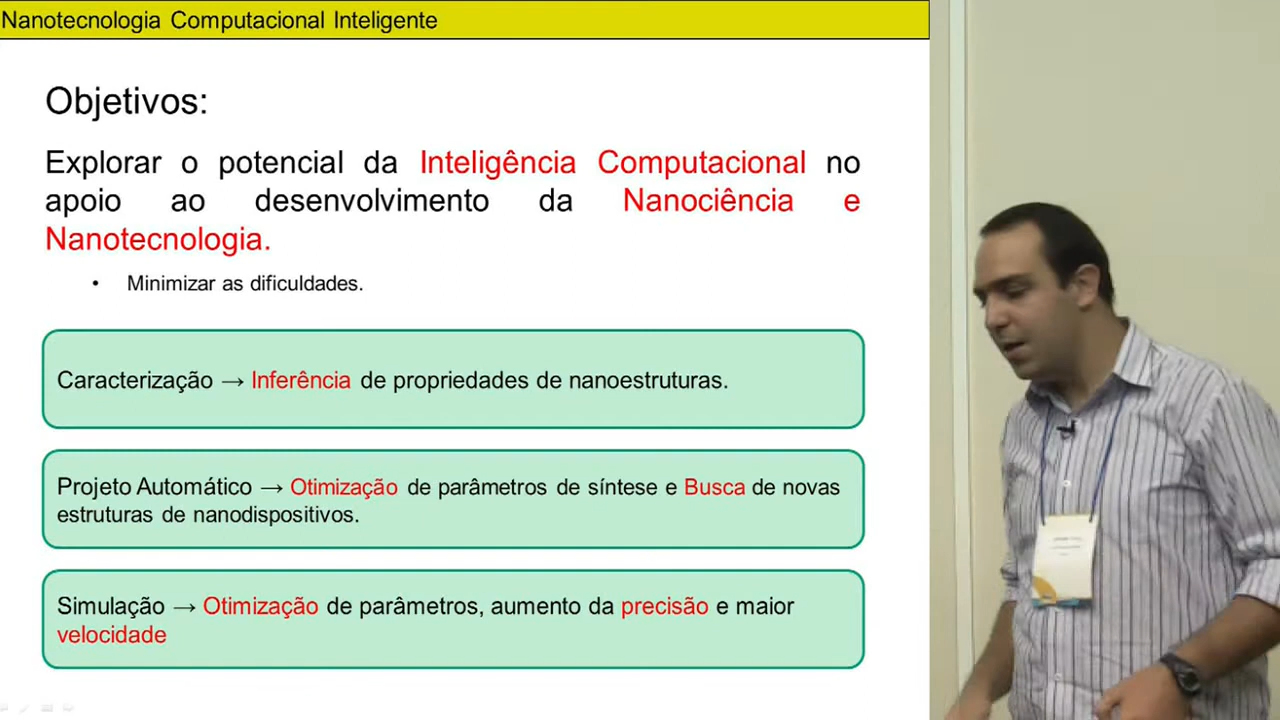 Nanotecnologia Computacional Inteligente
Objetivos:
Explorar o potencial da Inteligência Computacional no
apoio ao desenvolvimento da Nanociência e
Nanotecnologia.
• Minimizar as dificuldades.
Caracterização → Inferência de propriedades de nanoestruturas.
Projeto Automático → Otimização de parâmetros de síntese e Busca de novas
estruturas de nanodispositivos.
Simulação → Otimização de parâmetros, aumento da precisão e maior
velocidade